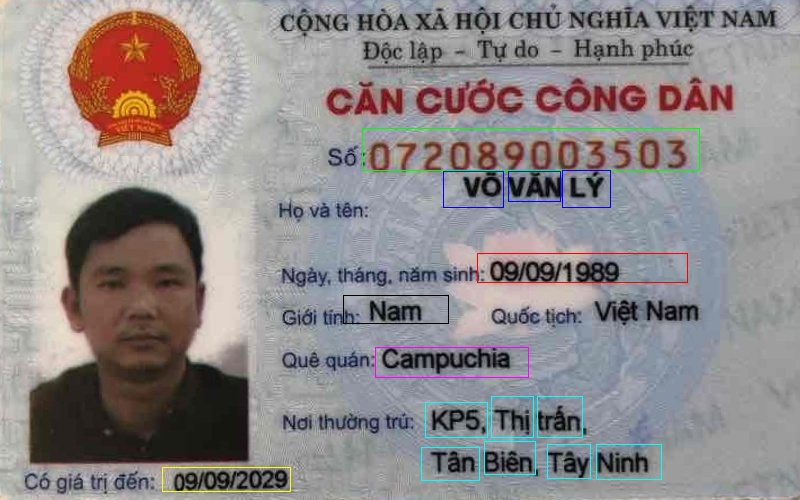 CỘNG HÒA XÃ HỘI CHỦ NGHĨA VIỆT NAM
Độc lập - Tự do - Hạnh phúc
CĂN CƯỚC CÔNG DÂN
Số: 072089003503
VÕ VĂN LÝ
Họ và tên:
Ngày, tháng, năm sinh: 09/09/1989
Giới tính: Nam Quốc tịch: Việt Nam
Quê quán: Campuchia
Nơi thường trú: KP5, Thị trấn,
Tân Biên, Tây Ninh
Có giá trị đến: 09/09/2029